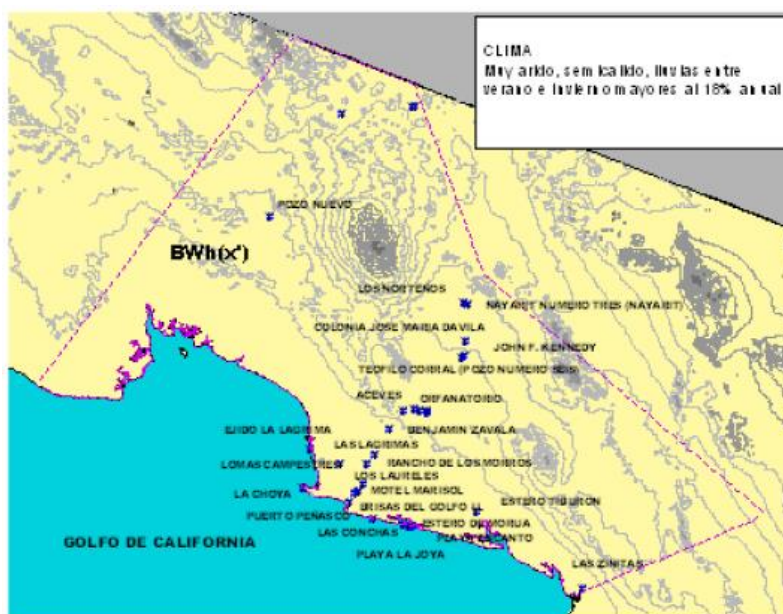 CLIMA
Muy arido, semicalido, lluvias entre
verano e invierno mayores al 18% anual
POZO NUEVO
BWh(x')
LOS NORTEÑOS
NAYARIT NUMERO TRES (NAYARIT)
COLONIA JOSE MARIA DAVILA
JOHN F. KENNEDY
TEOFILO CORRAL (POZO NUMERO SEIS)
ACEVES
ORFANATORIO
EJIDO LA LAGRIMA
BENJAMIN ZAVALA
LAS LAGRIMAS
LOMAS CAMPESTRES
RANCHO DE LOS MORROS
LOS LAURELES
LA CHOYA
MOTEL MARISOL
ESTERO TIBURON
BRISAS DEL GOLFO II
PUERTO PEÑASCO
ESTERO DE MORUA
LAS CONCHAS
PLAYA ENCANTO
GOLFO DE CALIFORNIA
PLAYA LA JOYA
LAS ZINITAS